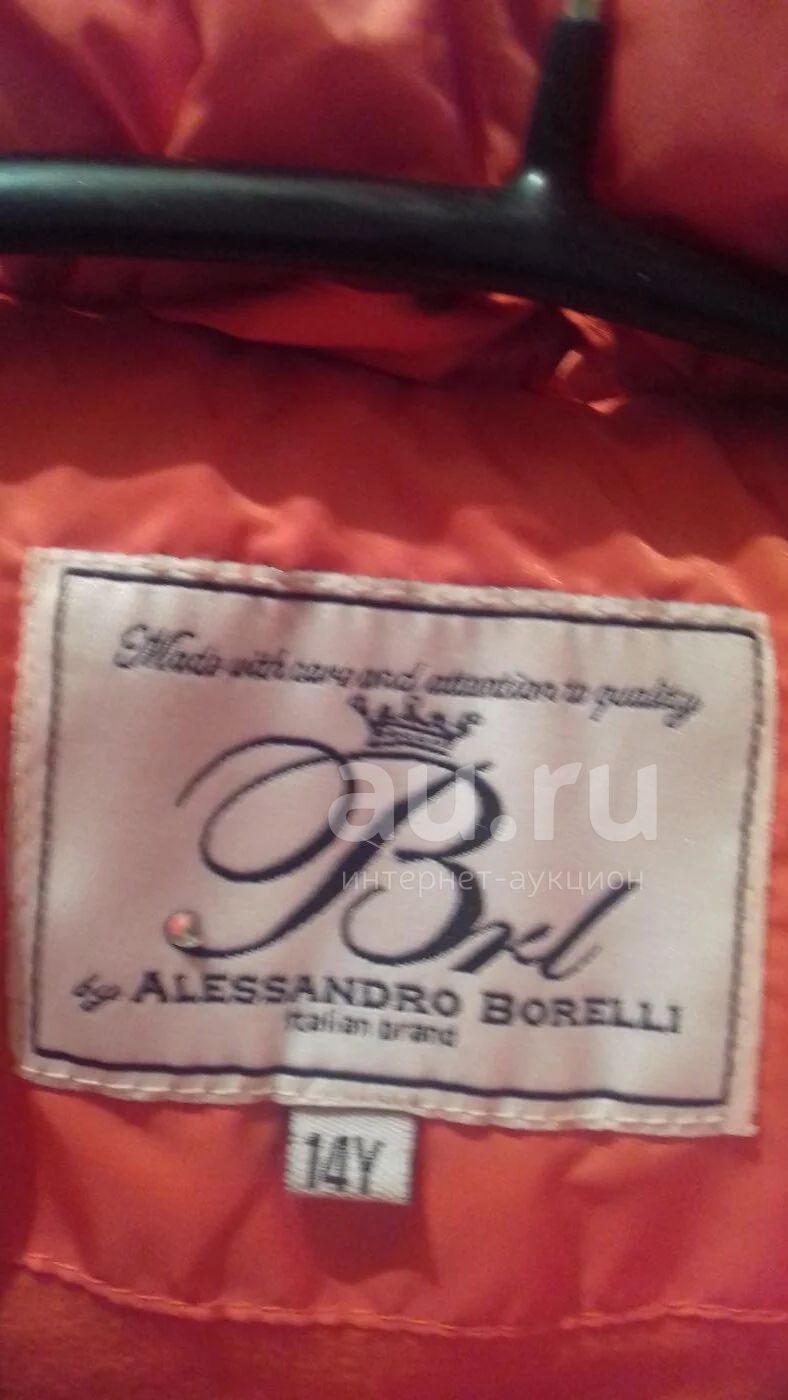 Made with care and attention to quality
Brl
au.ru
интернет-аукцион
by ALESSANDRO BORELLI
Italian brand
14Y